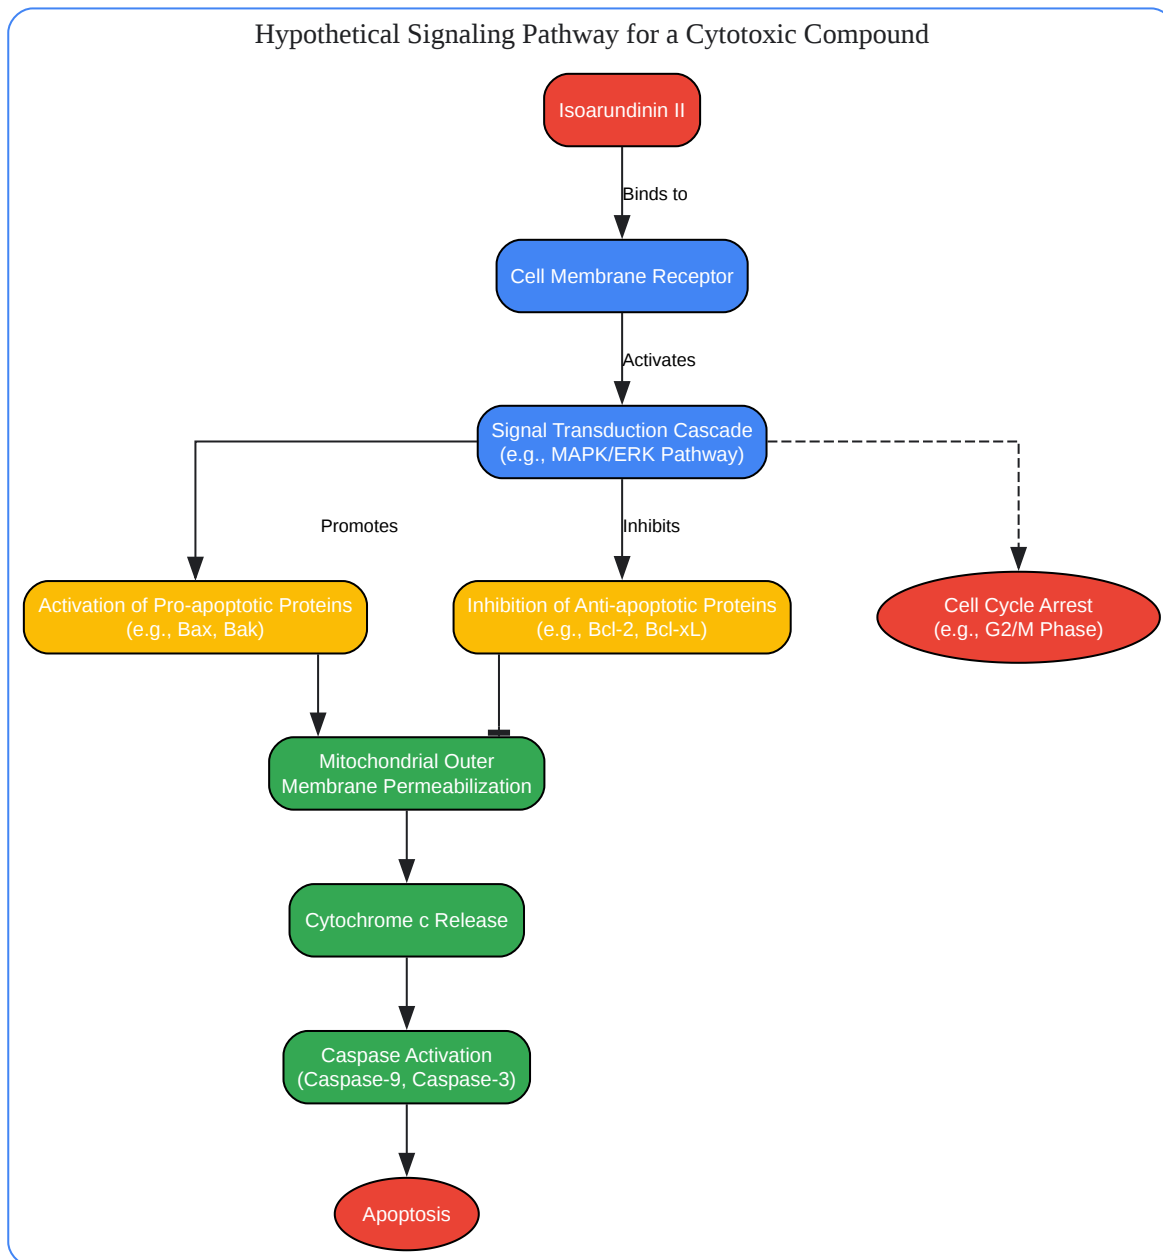 Hypothetical Signaling Pathway for a Cytotoxic Compound
Isoarundinin II
Binds to
Cell Membrane Receptor
Activates
Signal Transduction Cascade
(e.g., MAPK/ERK Pathway)
Promotes
Inhibits
Activation of Pro-apoptotic Proteins
(e.g., Bax, Bak)
Inhibition of Anti-apoptotic Proteins
(e.g., Bcl-2, Bcl-xL)
Cell Cycle Arrest
(e.g., G2/M Phase)
Mitochondrial Outer
Membrane Permeabilization
Cytochrome c Release
Caspase Activation
(Caspase-9, Caspase-3)
Apoptosis